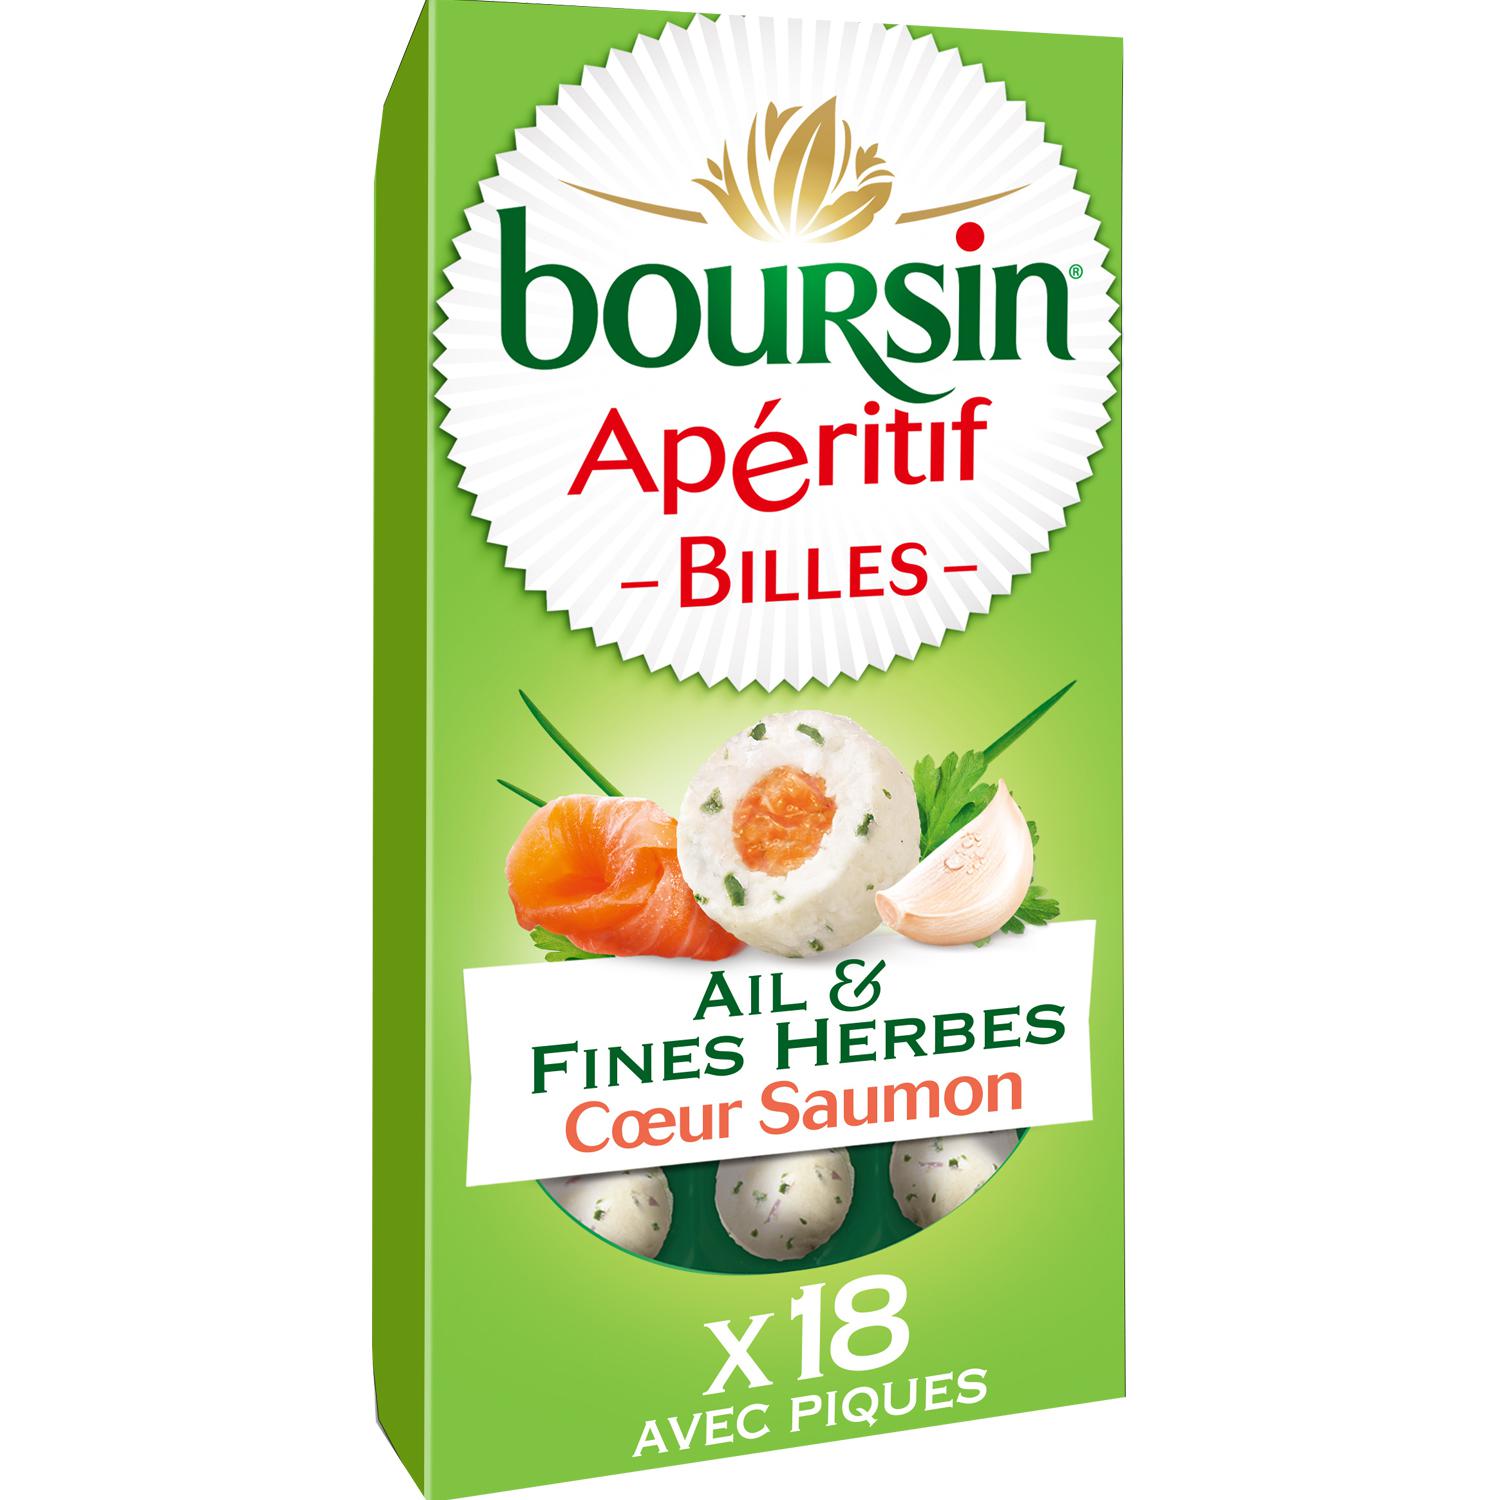 bouRsin®
Apéritif
- BILLES -
AIL &
FINES HERBES
Cœur Saumon
x18
AVEC PIQUES